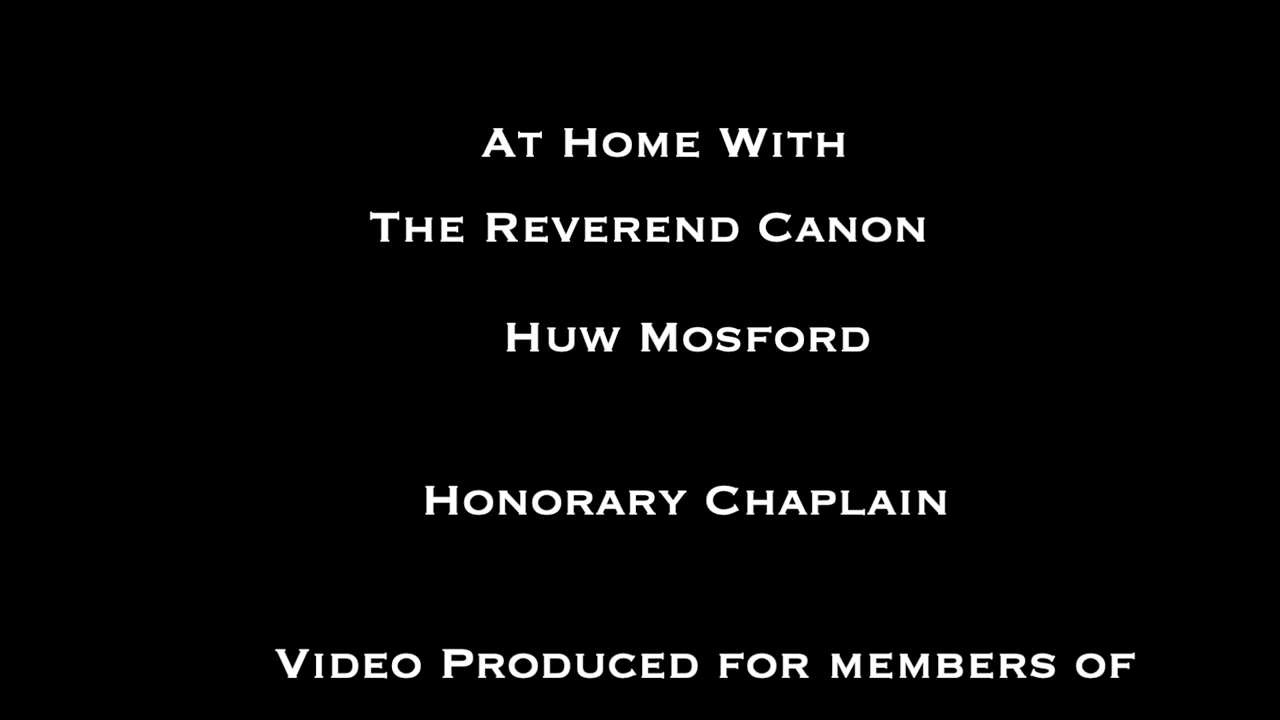 At Home With
The Reverend Canon
Huw Mosford
Honorary Chaplain
Video Produced for members of